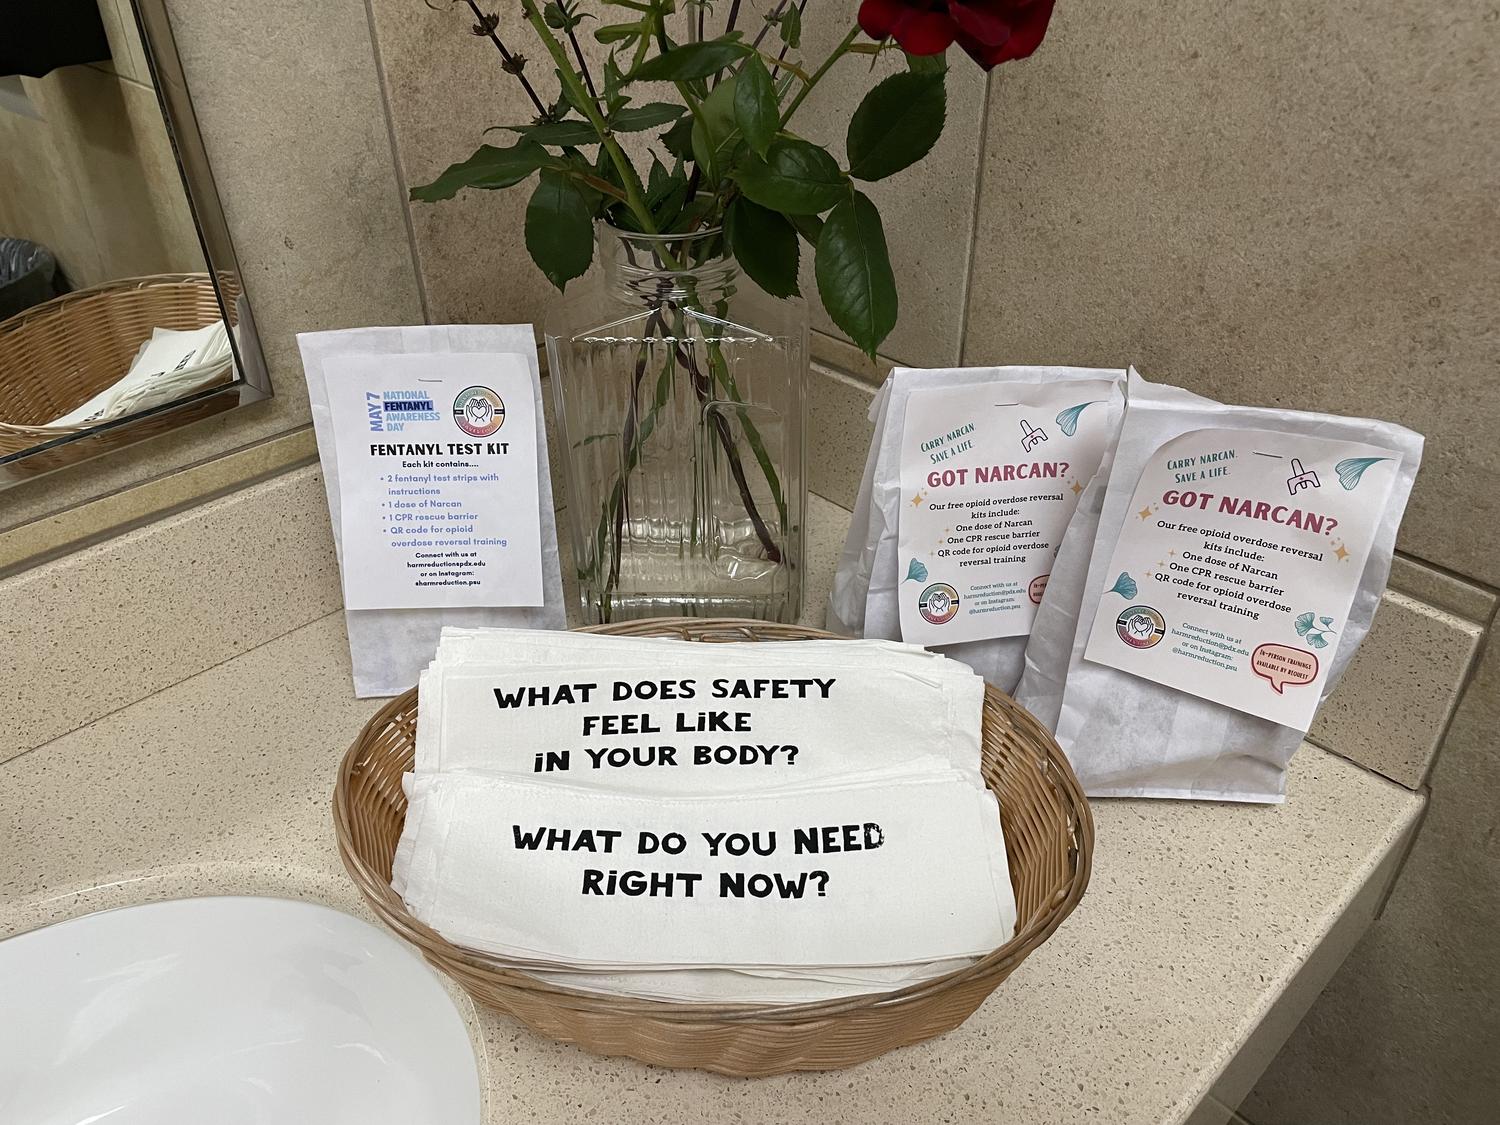 MAY 7
NATIONAL
FENTANYL
AWARENESS
DAY
FENTANYL TEST KIT
Each kit contains....
• 2 fentanyl test strips with
instructions
• 1 dose of Narcan
• 1 CPR rescue barrier
• QR code for opioid
overdose reversal training
Connect with us at
harmreduction@pdx.edu
or on Instagram:
@harmreduction.psu
CARRY NARCAN.
SAVE A LIFE.
GOT NARCAN?
Our free opioid overdose reversal
kits include:
One dose of Narcan
One CPR rescue barrier
QR code for opioid overdose
reversal training
Connect with us at
harmreduction@pdx.edu
or on Instagram:
@harmreduction.psu
CARRY NARCAN.
SAVE A LIFE.
GOT NARCAN?
Our free opioid overdose reversal
kits include:
One dose of Narcan
One CPR rescue barrier
QR code for opioid overdose
reversal training
Connect with us at
harmreduction@pdx.edu
or on Instagram:
@harmreduction.psu
IN-PERSON TRAININGS
AVAILABLE BY REQUEST
WHAT DOES SAFETY
FEEL LiKE
iN YOUR BODY?
WHAT DO YOU NEED
RiGHT NOW?